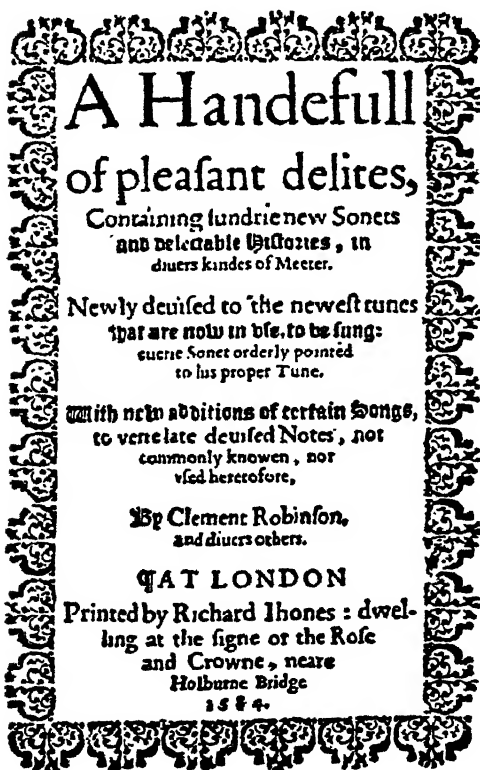 A Handefull
of pleaſant delites,
Containing ſundrie new Sonets
and delectable Hiſtories, in
diuers kindes of Meeter.
Newly deuiſed to the neweſt tunes
that are now in vſe, to be ſung:
euerie Sonet orderly pointed
to his proper Tune.
With new additions of certain Songs,
to verie late deuiſed Notes, not
commonly knowen, nor
vſed heretofore,
By Clement Robinſon,
and diuers others.
¶AT LONDON
Printed by Richard Ihones : dwel-
ling at the ſigne of the Roſe
and Crowne, neare
Holburne Bridge
1584.